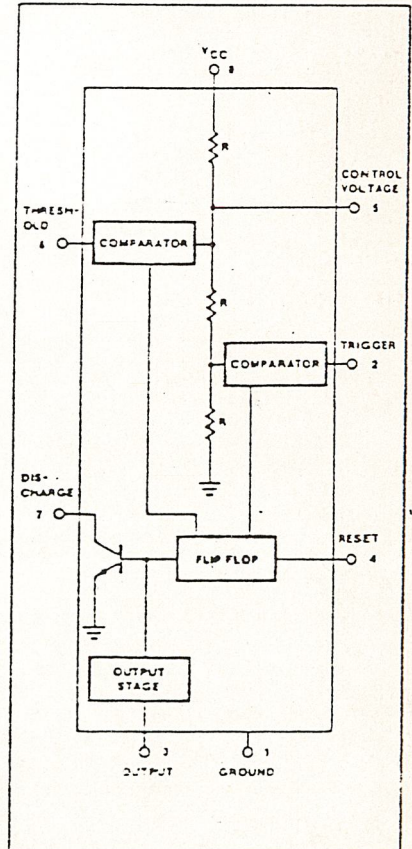 VCC
8
R
CONTROL
VOLTAGE
5
THRESH-
OLD
6
COMPARATOR
R
TRIGGER
COMPARATOR
2
R
DIS-
CHARGE
7
RESET
FLIP FLOP
4
OUTPUT
STAGE
3
1
OUTPUT
GROUND